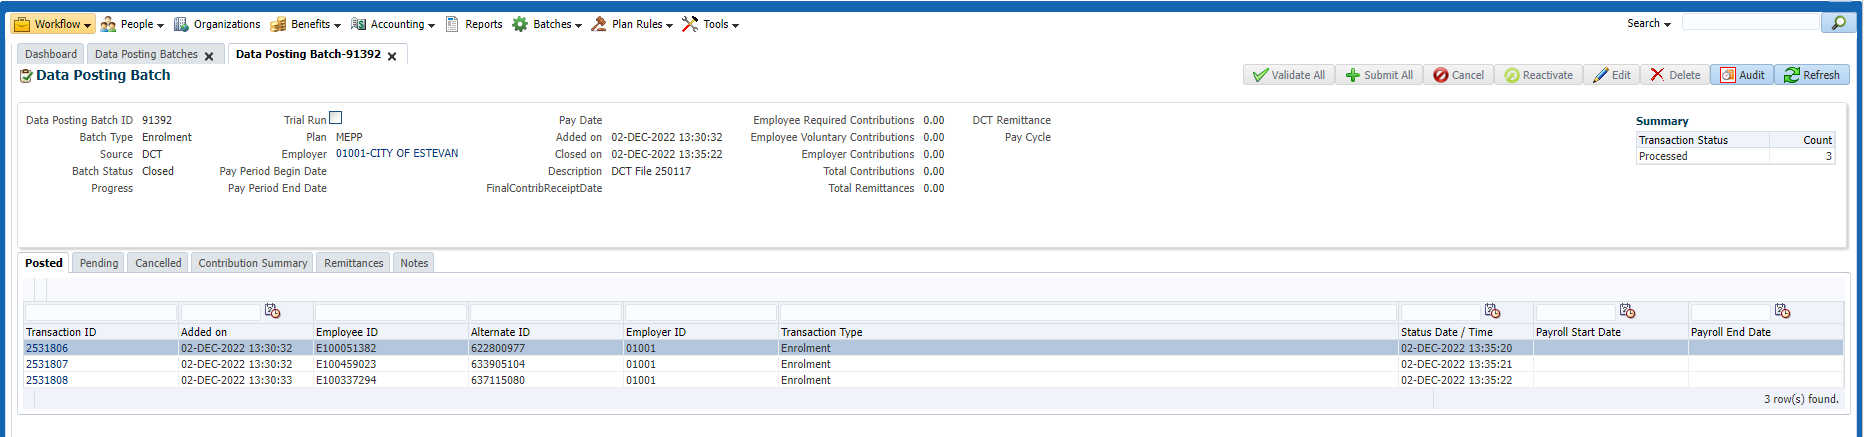 Workflow People Organizations Benefits Accounting Reports Batches Plan Rules Tools Search
Dashboard Data Posting Batches Data Posting Batch-91392
Data Posting Batch Validate All Submit All Cancel Reactivate Edit Delete Audit Refresh
Data Posting Batch ID 91392 Trial Run Pay Date Employee Required Contributions 0.00 DCT Remittance
Summary
Batch Type Enrolment Plan MEPP Added on 02-DEC-2022 13:30:32 Employee Voluntary Contributions 0.00 Pay Cycle
Transaction Status Count
Source DCT Employer 01001-CITY OF ESTEVAN Closed on 02-DEC-2022 13:35:22 Employer Contributions 0.00
Processed 3
Batch Status Closed Pay Period Begin Date Description DCT File 250117 Total Contributions 0.00
Progress Pay Period End Date FinalContribReceiptDate Total Remittances 0.00
Posted Pending Cancelled Contribution Summary Remittances Notes
Transaction ID Added on Employee ID Alternate ID Employer ID Transaction Type Status Date / Time Payroll Start Date Payroll End Date
2531806 02-DEC-2022 13:30:32 E100051382 622800977 01001 Enrolment 02-DEC-2022 13:35:20
2531807 02-DEC-2022 13:30:32 E100459023 633905104 01001 Enrolment 02-DEC-2022 13:35:21
2531808 02-DEC-2022 13:30:33 E100337294 637115080 01001 Enrolment 02-DEC-2022 13:35:22
3 row(s) found.